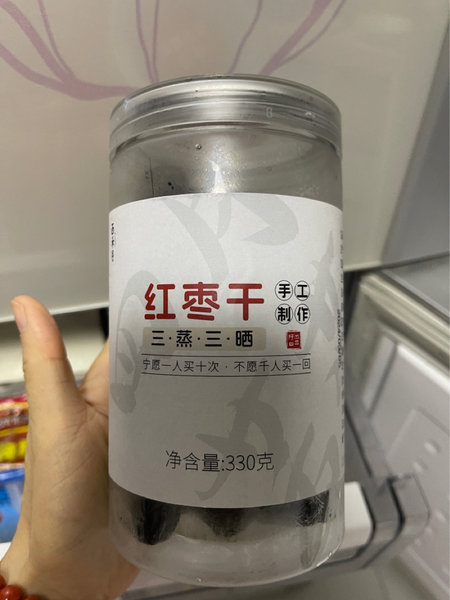 红枣干
手工
制作
三·蒸·三·晒
宁愿一人买十次·不愿千人买一回
净含量:330克